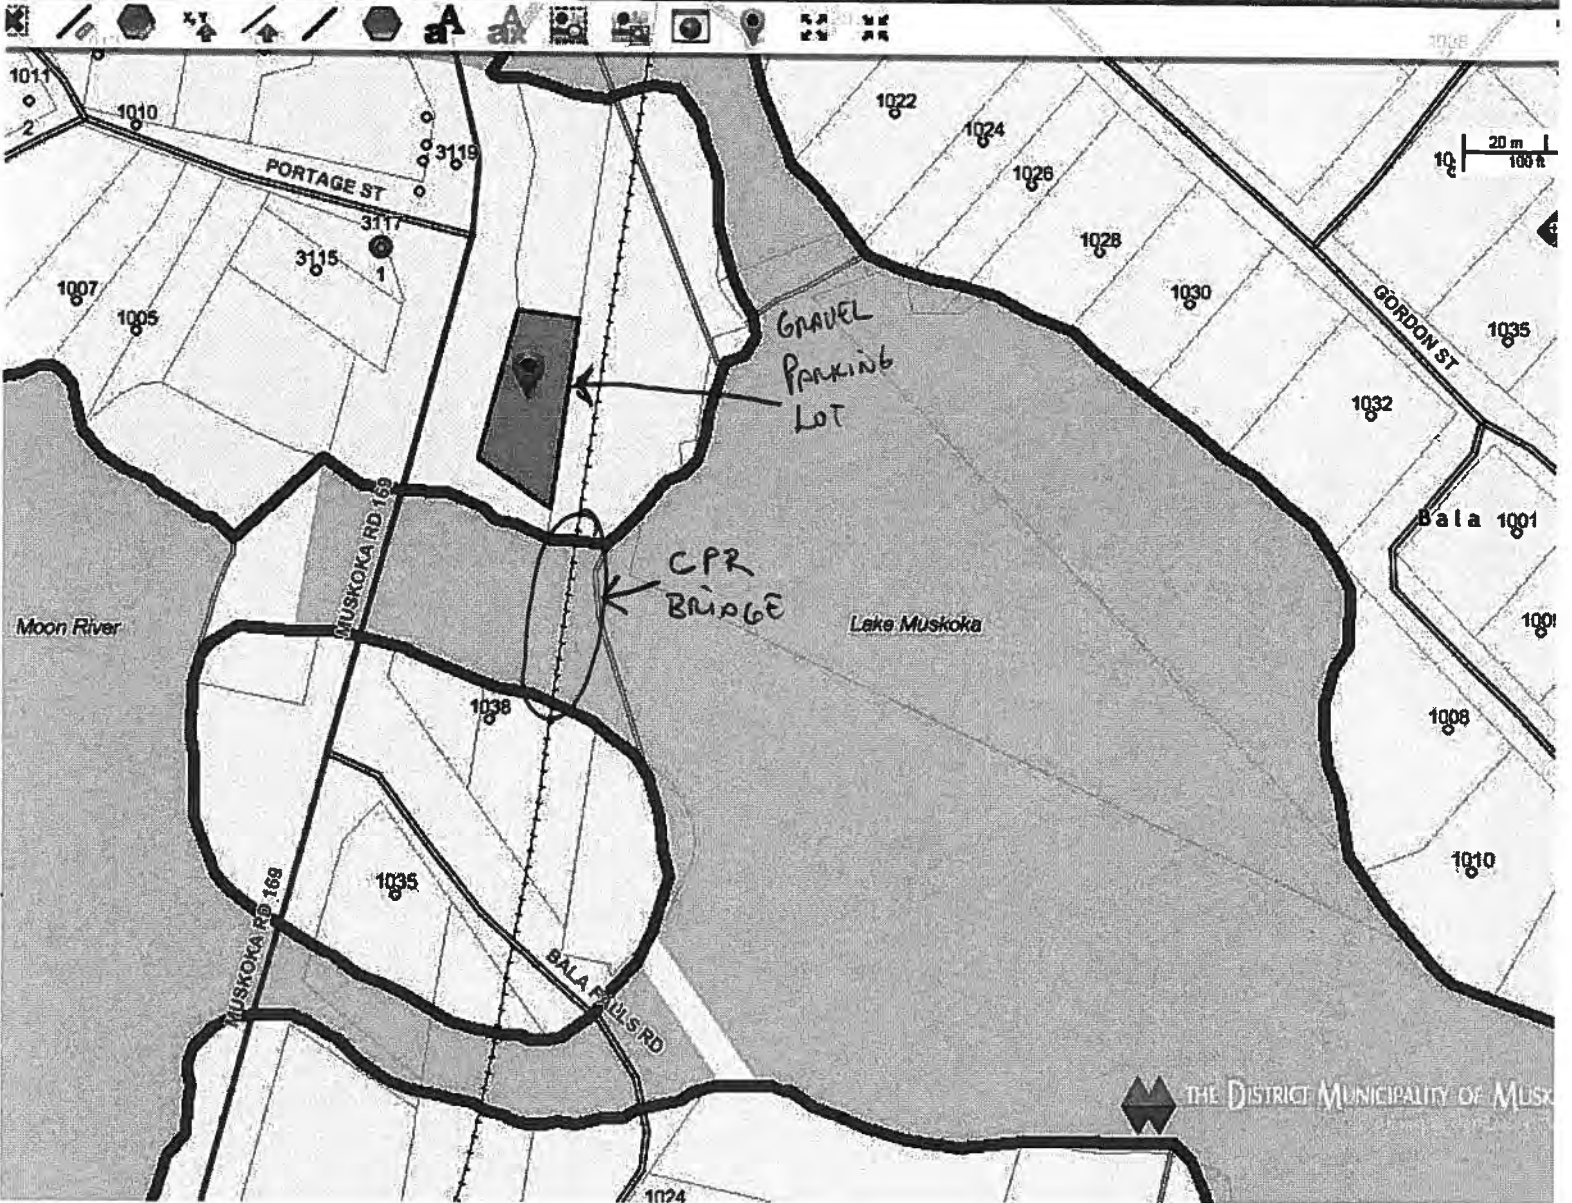 1011
2
1010
3119
PORTAGE ST
3117
1
3115
1007
1005
1022
1024
1026
1028
1030
1032
20 m
100 ft
GORDON ST
1035
GRAVEL
PARKING
LOT
Bala
1001
MUSKOKA RD 169
CPR
BRIDGE
Moon River
Lake Muskoka
1038
1008
1010
1035
MUSKOKA RD 169
BALA FALLS RD
THE DISTRICT MUNICIPALITY OF MUSK
1024